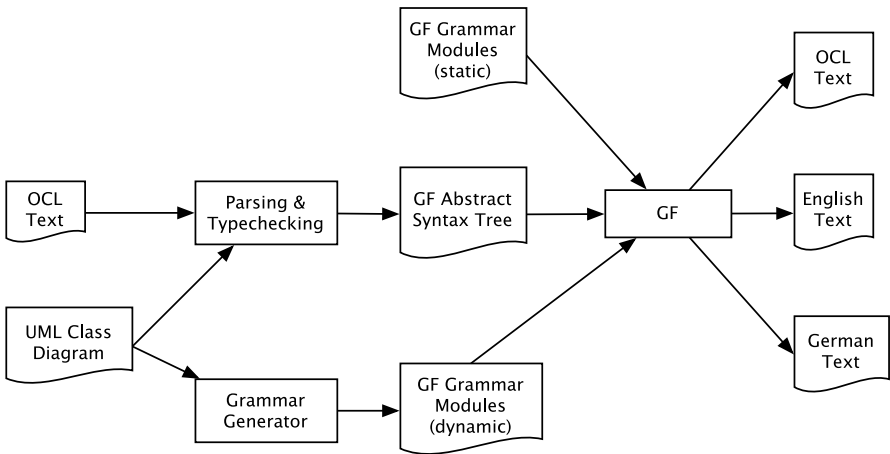 GF Grammar
Modules
(static)
OCL
Text
OCL
Text
Parsing &
Typechecking
GF Abstract
Syntax Tree
GF
English
Text
UML Class
Diagram
German
Text
Grammar
Generator
GF Grammar
Modules
(dynamic)